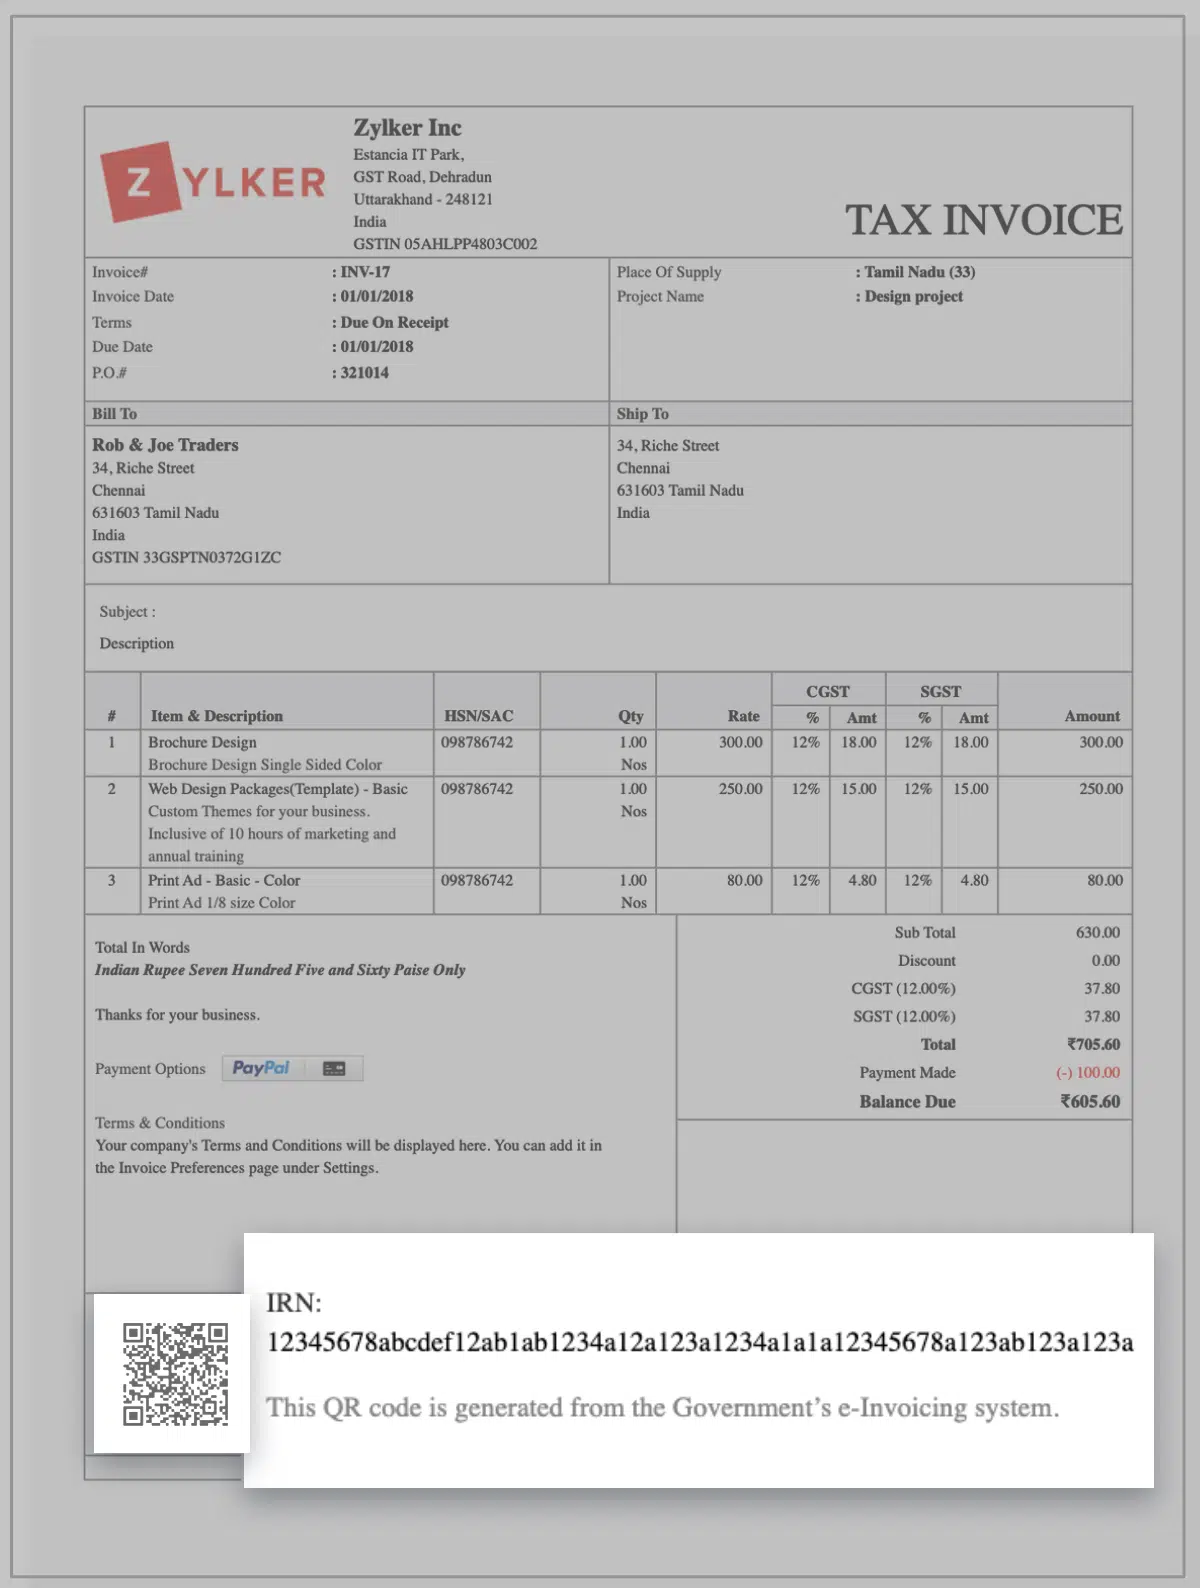 ZYLKER
Zylker Inc
Estancia IT Park,
GST Road, Dehradun
Uttarakhand - 248121
India
GSTIN 05AHLPP4803C002
TAX INVOICE
Invoice# : INV-17
Invoice Date : 01/01/2018
Terms : Due On Receipt
Due Date : 01/01/2018
P.O.# : 321014
Place Of Supply : Tamil Nadu (33)
Project Name : Design project
Bill To
Rob & Joe Traders
34, Riche Street
Chennai
631603 Tamil Nadu
India
GSTIN 33GSPTN0372G1ZC
Ship To
34, Riche Street
Chennai
631603 Tamil Nadu
India
Subject :
Description
CGST SGST
# Item & Description HSN/SAC Qty Rate % Amt % Amt Amount
1 Brochure Design 098786742 1.00 300.00 12% 18.00 12% 18.00 300.00
Brochure Design Single Sided Color Nos
2 Web Design Packages(Template) - Basic 098786742 1.00 250.00 12% 15.00 12% 15.00 250.00
Custom Themes for your business. Nos
Inclusive of 10 hours of marketing and
annual training
3 Print Ad - Basic - Color 098786742 1.00 80.00 12% 4.80 12% 4.80 80.00
Print Ad 1/8 size Color Nos
Total In Words
Indian Rupee Seven Hundred Five and Sixty Paise Only
Thanks for your business.
Payment Options PayPal
Terms & Conditions
Your company's Terms and Conditions will be displayed here. You can add it in
the Invoice Preferences page under Settings.
Sub Total 630.00
Discount 0.00
CGST (12.00%) 37.80
SGST (12.00%) 37.80
Total ₹705.60
Payment Made (-) 100.00
Balance Due ₹605.60
IRN:
12345678abcdef12ab1ab1234a12a123a1234a1a1a12345678a123ab123a123a
This QR code is generated from the Government’s e-Invoicing system.